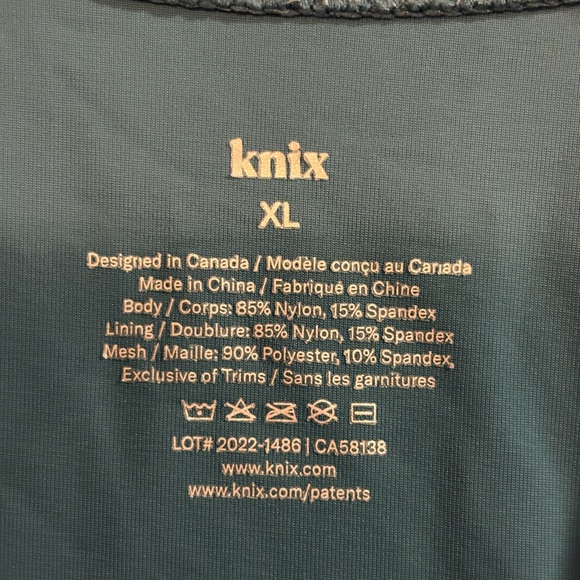 knix
XL
Designed in Canada / Modèle conçu au Canada
Made in China / Fabriqué en Chine
Body / Corps: 85% Nylon, 15% Spandex
Lining / Doublure: 85% Nylon, 15% Spandex
Mesh / Maille: 90% Polyester, 10% Spandex,
Exclusive of Trims / Sans les garnitures
LOT# 2022-1486 | CA58138
www.knix.com
www.knix.com/patents